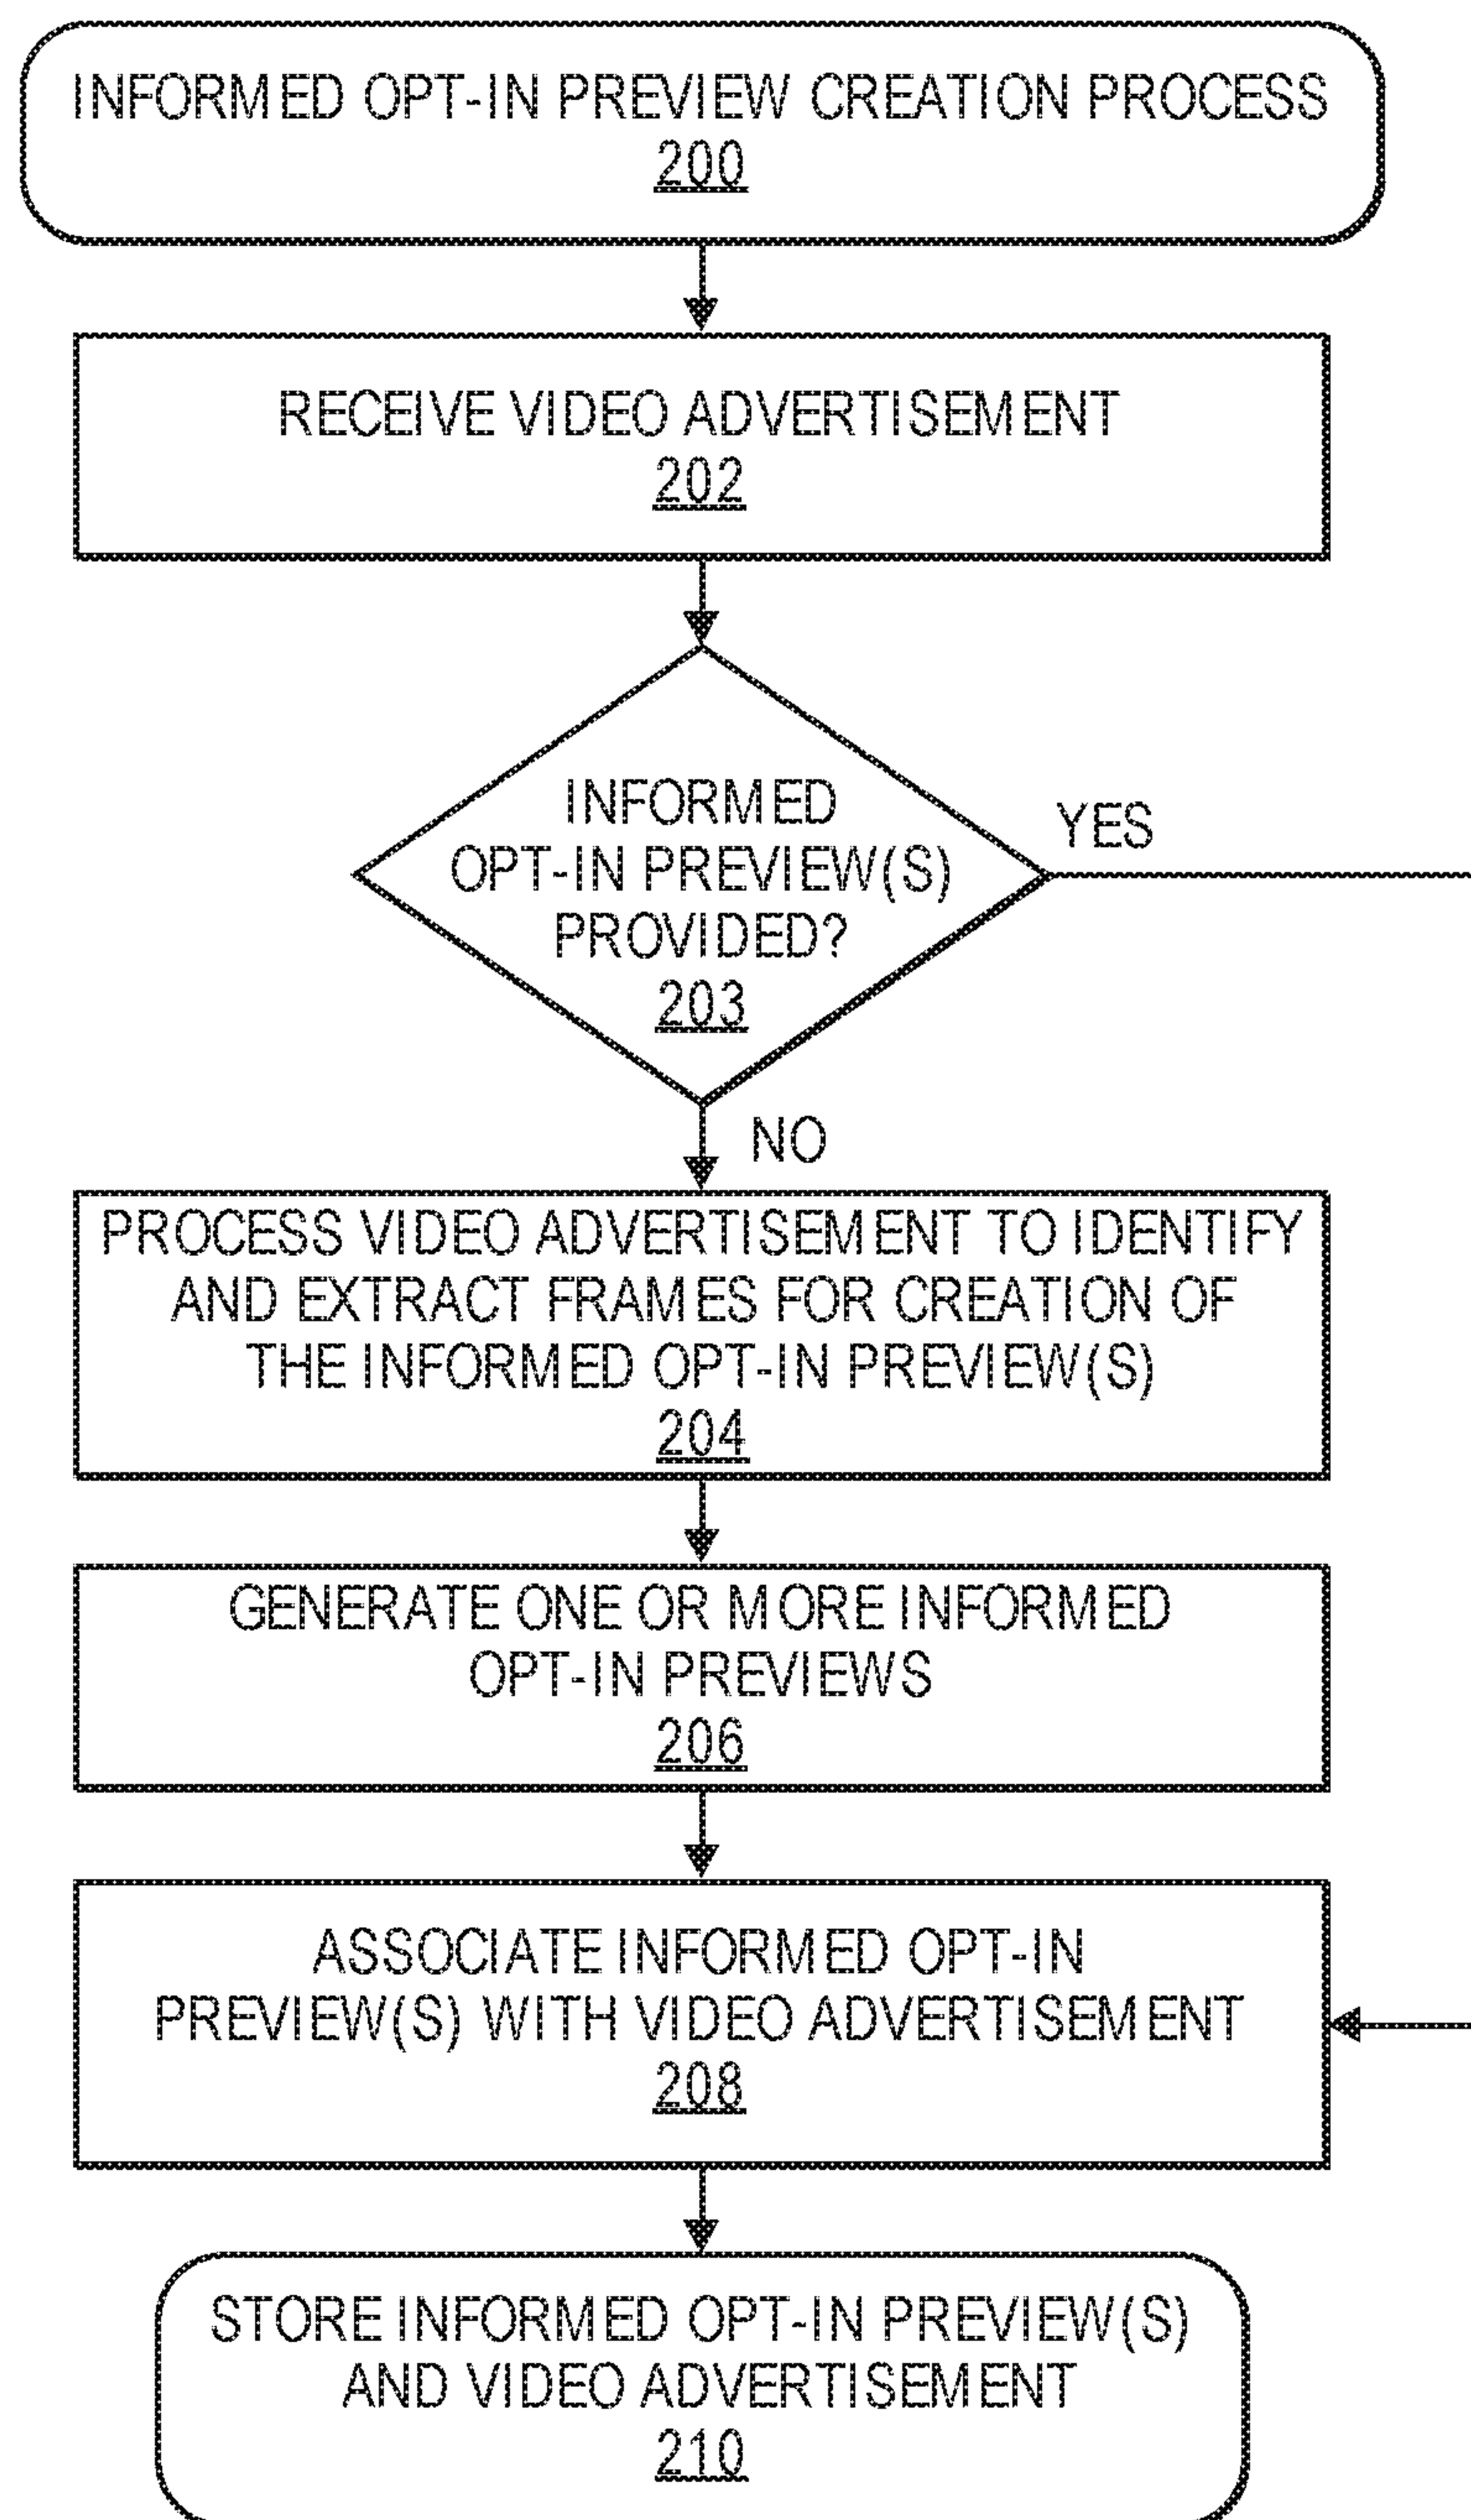 INFORMED OPT-IN PREVIEW CREATION PROCESS
200
RECEIVE VIDEO ADVERTISEMENT
202
INFORMED
OPT-IN PREVIEW(S)
PROVIDED?
203
YES
NO
PROCESS VIDEO ADVERTISEMENT TO IDENTIFY
AND EXTRACT FRAMES FOR CREATION OF
THE INFORMED OPT-IN PREVIEW(S)
204
GENERATE ONE OR MORE INFORMED
OPT-IN PREVIEWS
206
ASSOCIATE INFORMED OPT-IN
PREVIEW(S) WITH VIDEO ADVERTISEMENT
208
STORE INFORMED OPT-IN PREVIEW(S)
AND VIDEO ADVERTISEMENT
210